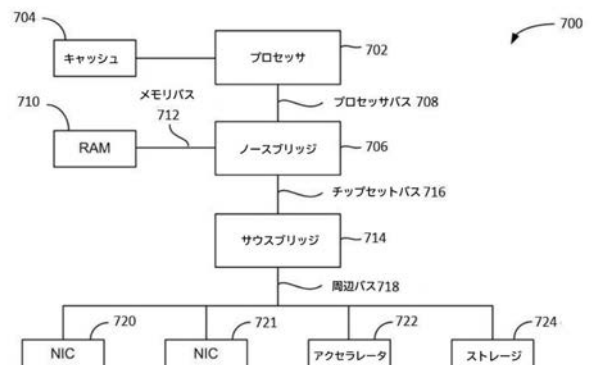 704
700
キャッシュ
プロセッサ
702
710
メモリバス
712
プロセッサバス 708
RAM
ノースブリッジ
706
チップセットバス 716
サウスブリッジ
714
周辺バス718
720
721
722
724
NIC
NIC
アクセラレータ
ストレージ